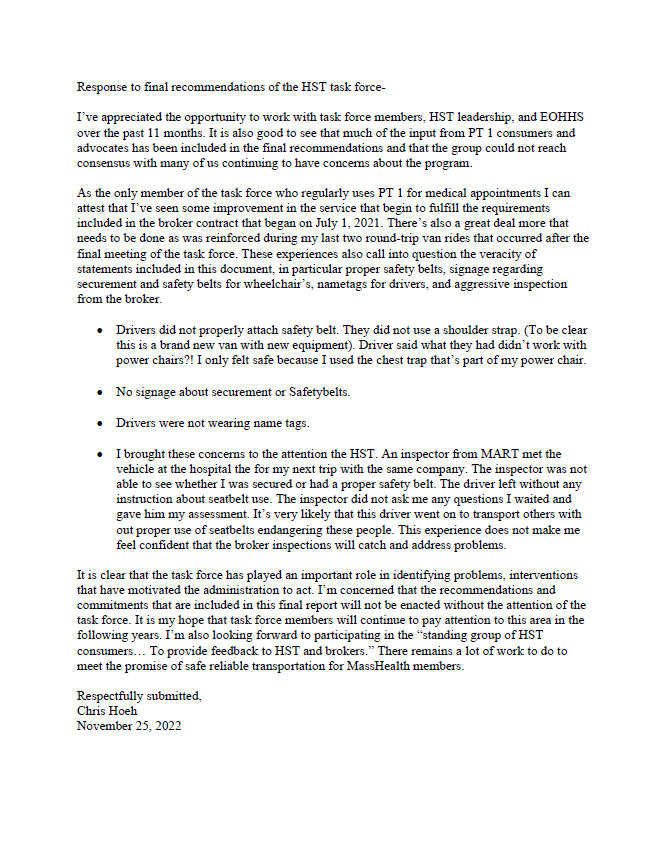 Response to final recommendations of the HST task force-
I’ve appreciated the opportunity to work with task force members, HST leadership, and EOHHS
over the past 11 months. It is also good to see that much of the input from PT 1 consumers and
advocates has been included in the final recommendations and that the group could not reach
consensus with many of us continuing to have concerns about the program.
As the only member of the task force who regularly uses PT 1 for medical appointments I can
attest that I’ve seen some improvement in the service that begin to fulfill the requirements
included in the broker contract that began on July 1, 2021. There’s also a great deal more that
needs to be done as was reinforced during my last two round-trip van rides that occurred after the
final meeting of the task force. These experiences also call into question the veracity of
statements included in this document, in particular proper safety belts, signage regarding
securement and safety belts for wheelchair’s, nametags for drivers, and aggressive inspection
from the broker.
• Drivers did not properly attach safety belt. They did not use a shoulder strap. (To be clear
this is a brand new van with new equipment). Driver said what they had didn’t work with
power chairs?! I only felt safe because I used the chest trap that’s part of my power chair.
• No signage about securement or Safetybelts.
• Drivers were not wearing name tags.
• I brought these concerns to the attention the HST. An inspector from MART met the
vehicle at the hospital the for my next trip with the same company. The inspector was not
able to see whether I was secured or had a proper safety belt. The driver left without any
instruction about seatbelt use. The inspector did not ask me any questions I waited and
gave him my assessment. It’s very likely that this driver went on to transport others with
out proper use of seatbelts endangering these people. This experience does not make me
feel confident that the broker inspections will catch and address problems.
It is clear that the task force has played an important role in identifying problems, interventions
that have motivated the administration to act. I’m concerned that the recommendations and
commitments that are included in this final report will not be enacted without the attention of the
task force. It is my hope that task force members will continue to pay attention to this area in the
following years. I’m also looking forward to participating in the “standing group of HST
consumers… To provide feedback to HST and brokers.” There remains a lot of work to do to
meet the promise of safe reliable transportation for MassHealth members.
Respectfully submitted,
Chris Hoeh
November 25, 2022